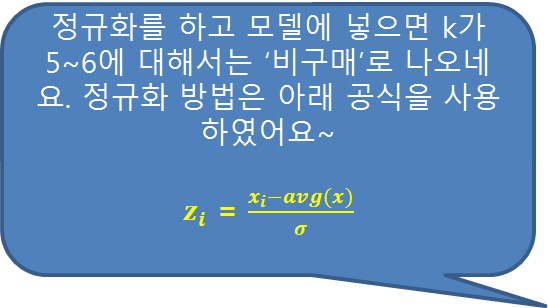 정규화를 하고 모델에 넣으면 k가
5~6에 대해서는 ‘비구매’로 나오네
요. 정규화 방법은 아래 공식을 사용
하였어요~
z_i = \frac{x_i - avg(x)}{σ}